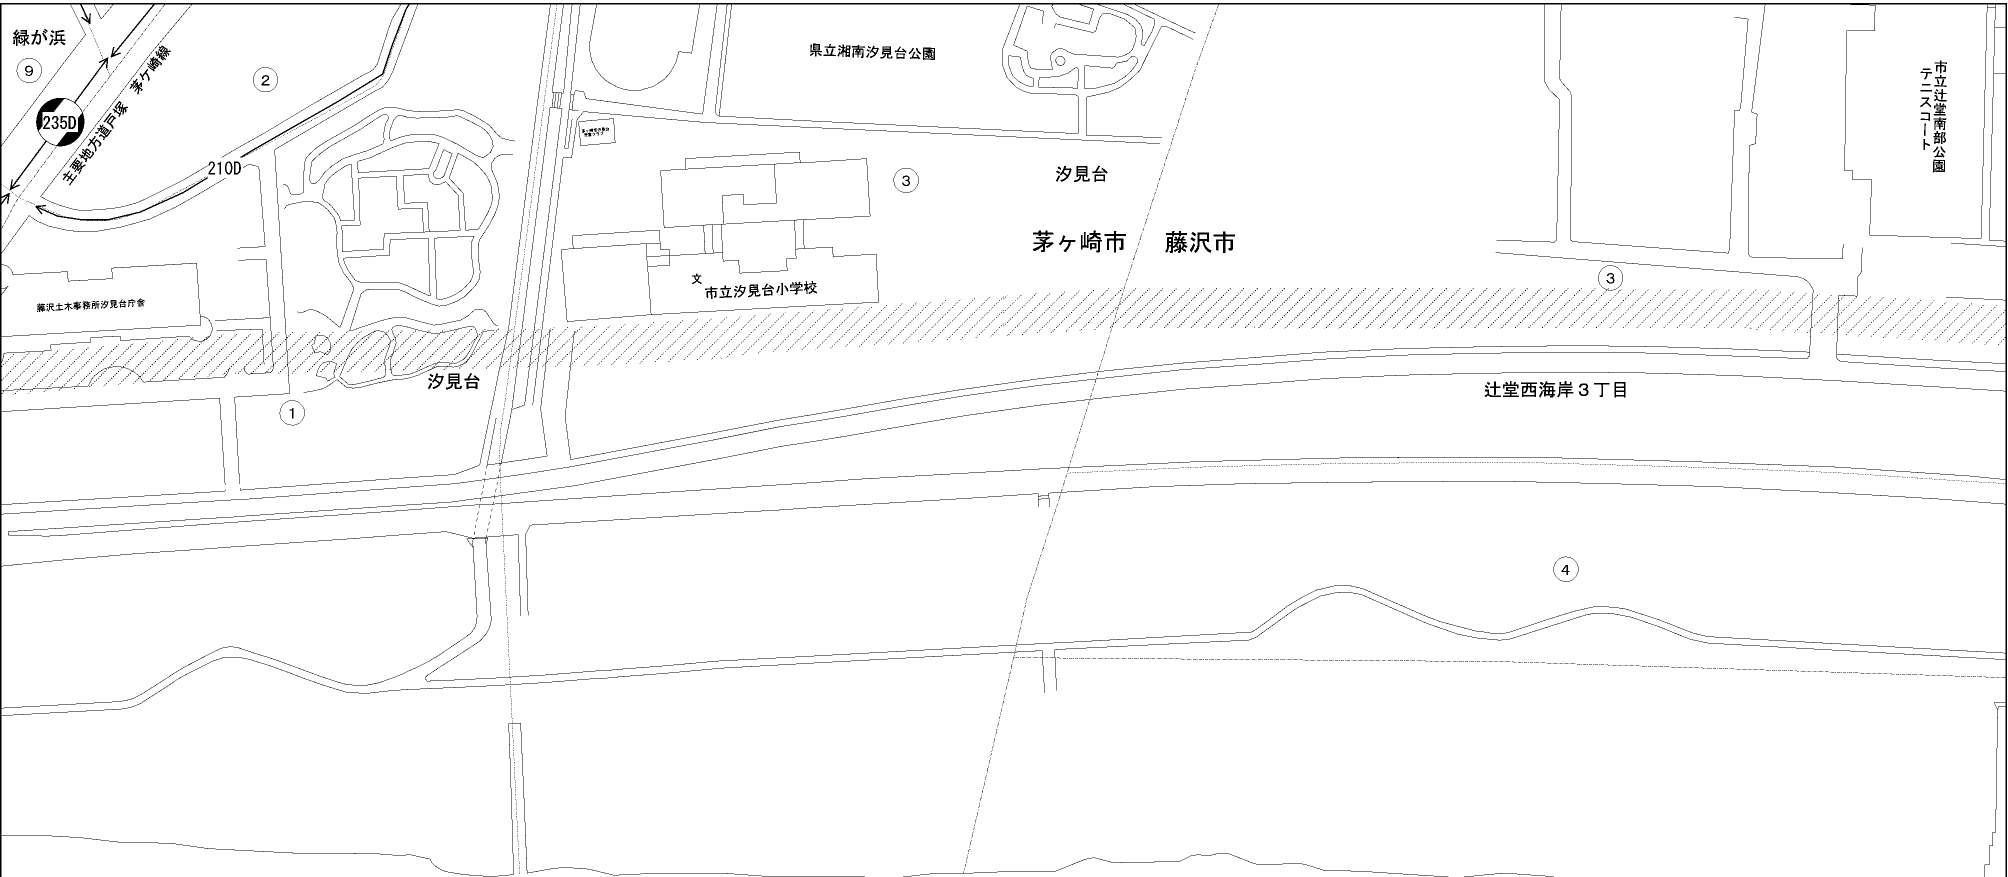 緑が浜
⑨
②
235D
主要地方道戸塚 茅ケ崎線
210D
県立湘南汐見台公園
③
汐見台
茅ヶ崎市 藤沢市
市立辻堂南部公園
テニスコート
文
市立汐見台小学校
③
藤沢土木事務所汐見台庁舎
汐見台
①
辻堂西海岸３丁目
④